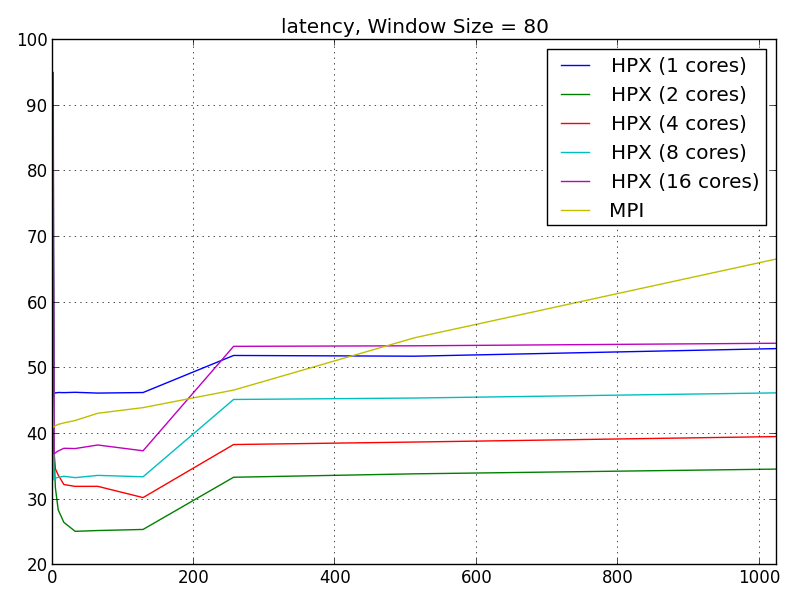 latency, Window Size = 80
100
90
80
70
60
50
40
30
20
0
200
400
600
800
1000
HPX (1 cores)
HPX (2 cores)
HPX (4 cores)
HPX (8 cores)
HPX (16 cores)
MPI